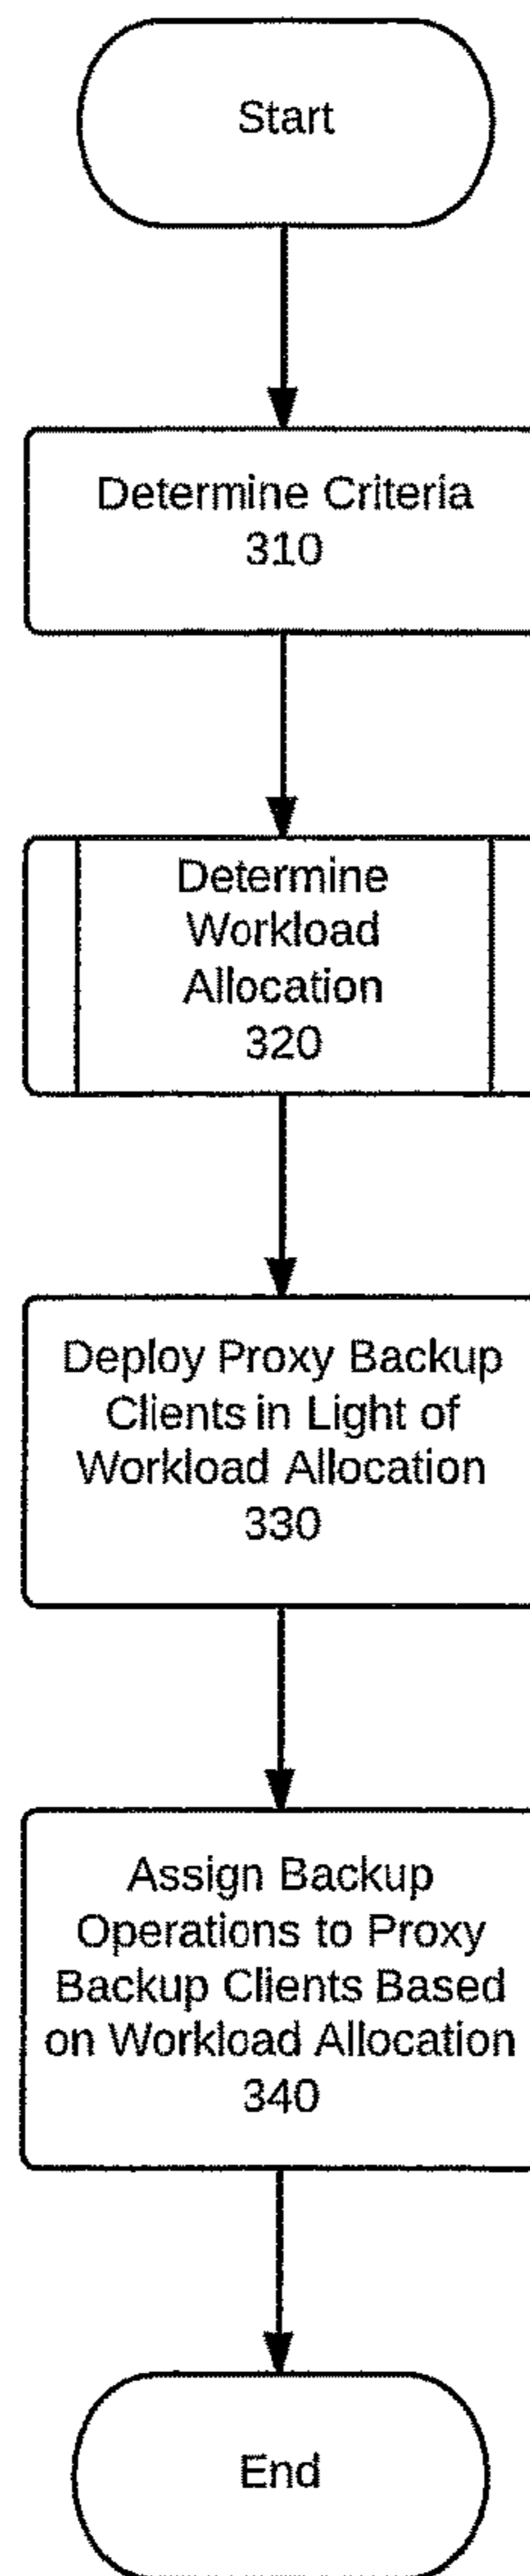 Start
Determine Criteria
310
Determine
Workload
Allocation
320
Deploy Proxy Backup
Clients in Light of
Workload Allocation
330
Assign Backup
Operations to Proxy
Backup Clients Based
on Workload Allocation
340
End